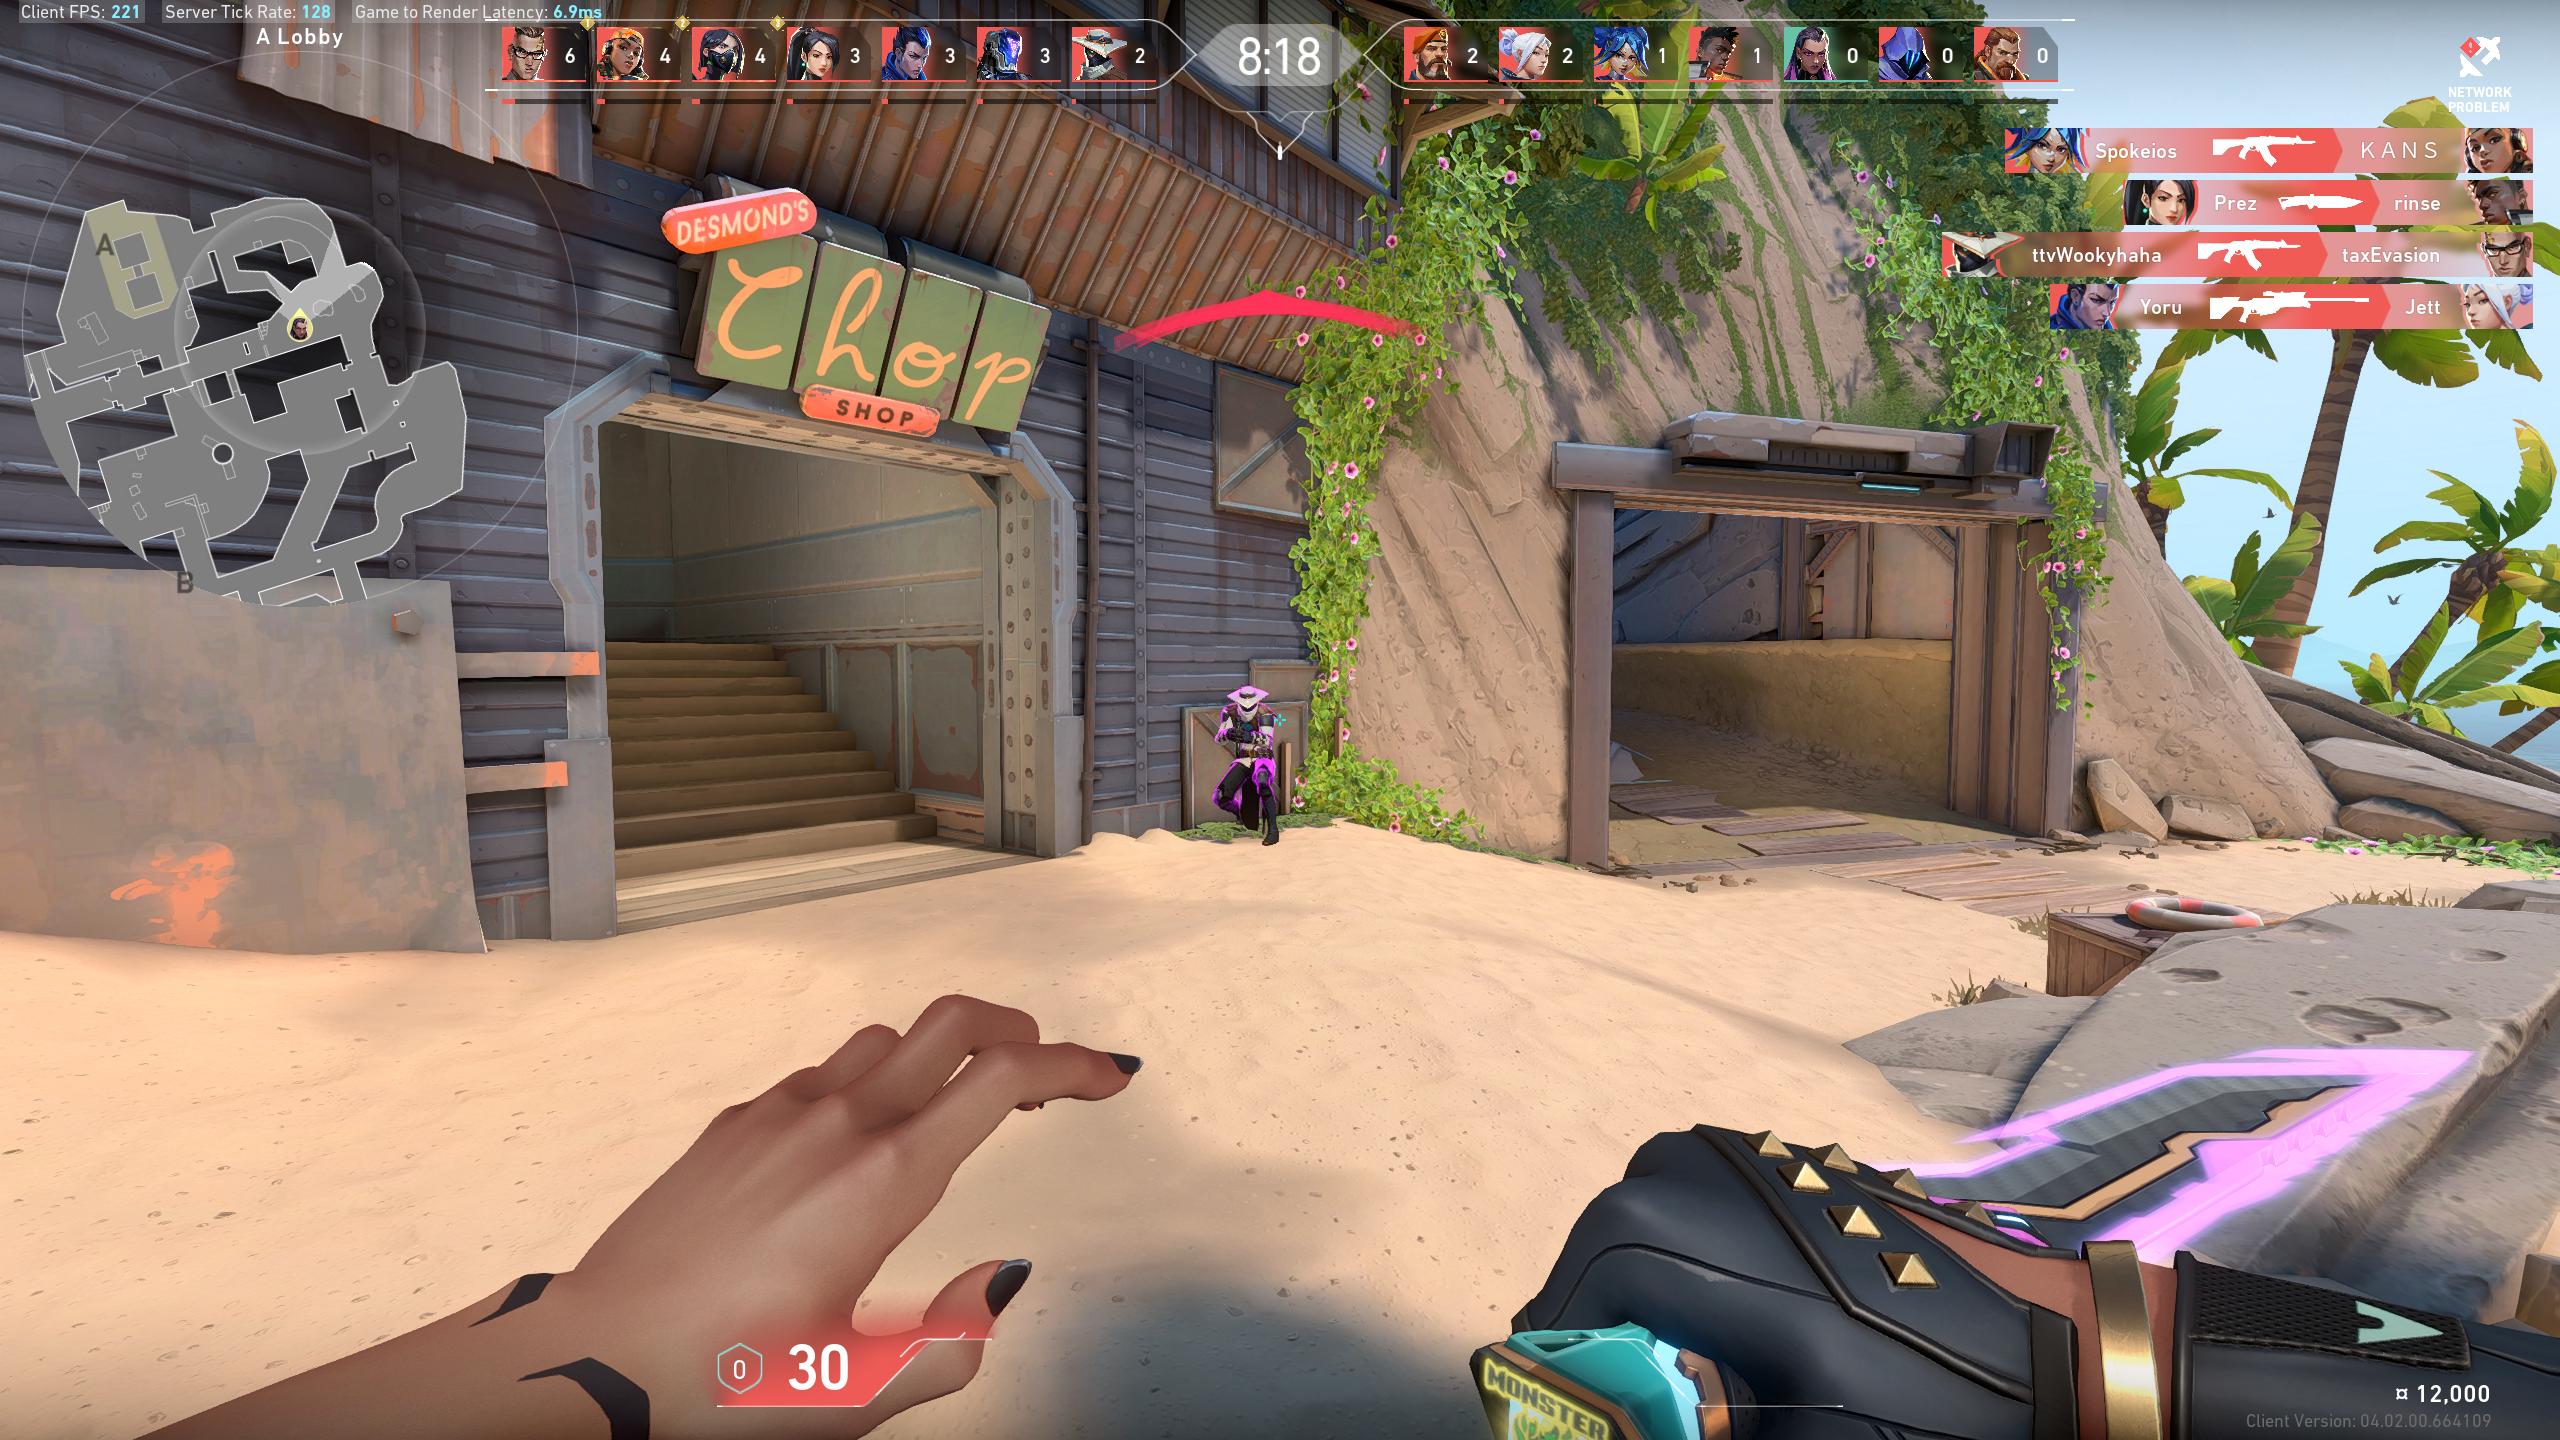 Client FPS: 221 Server Tick Rate: 128 Game to Render Latency: 6.9ms
A Lobby
6 4 4 3 3 3 2
8:18
2 2 1 1 0 0 0
NETWORK
PROBLEM
Spokeios KANS
Prez rinse
ttvWookyhaha taxEvasion
Yoru Jett
A
B
DESMOND'S
Chop
SHOP
0 30
MONSTER
¤ 12,000
Client Version: 04.02.00.664109